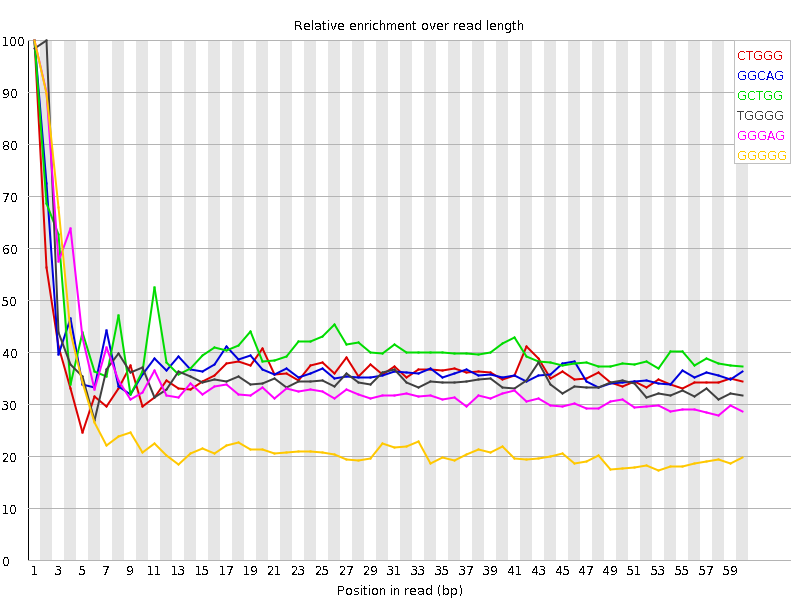 Relative enrichment over read length
100
90
80
70
60
50
40
30
20
10
0
CTGGG
GGCAG
GCTGG
TGGGG
GGGAG
GGGGG
1 3 5 7 9 11 13 15 17 19 21 23 25 27 29 31 33 35 37 39 41 43 45 47 49 51 53 55 57 59
Position in read (bp)